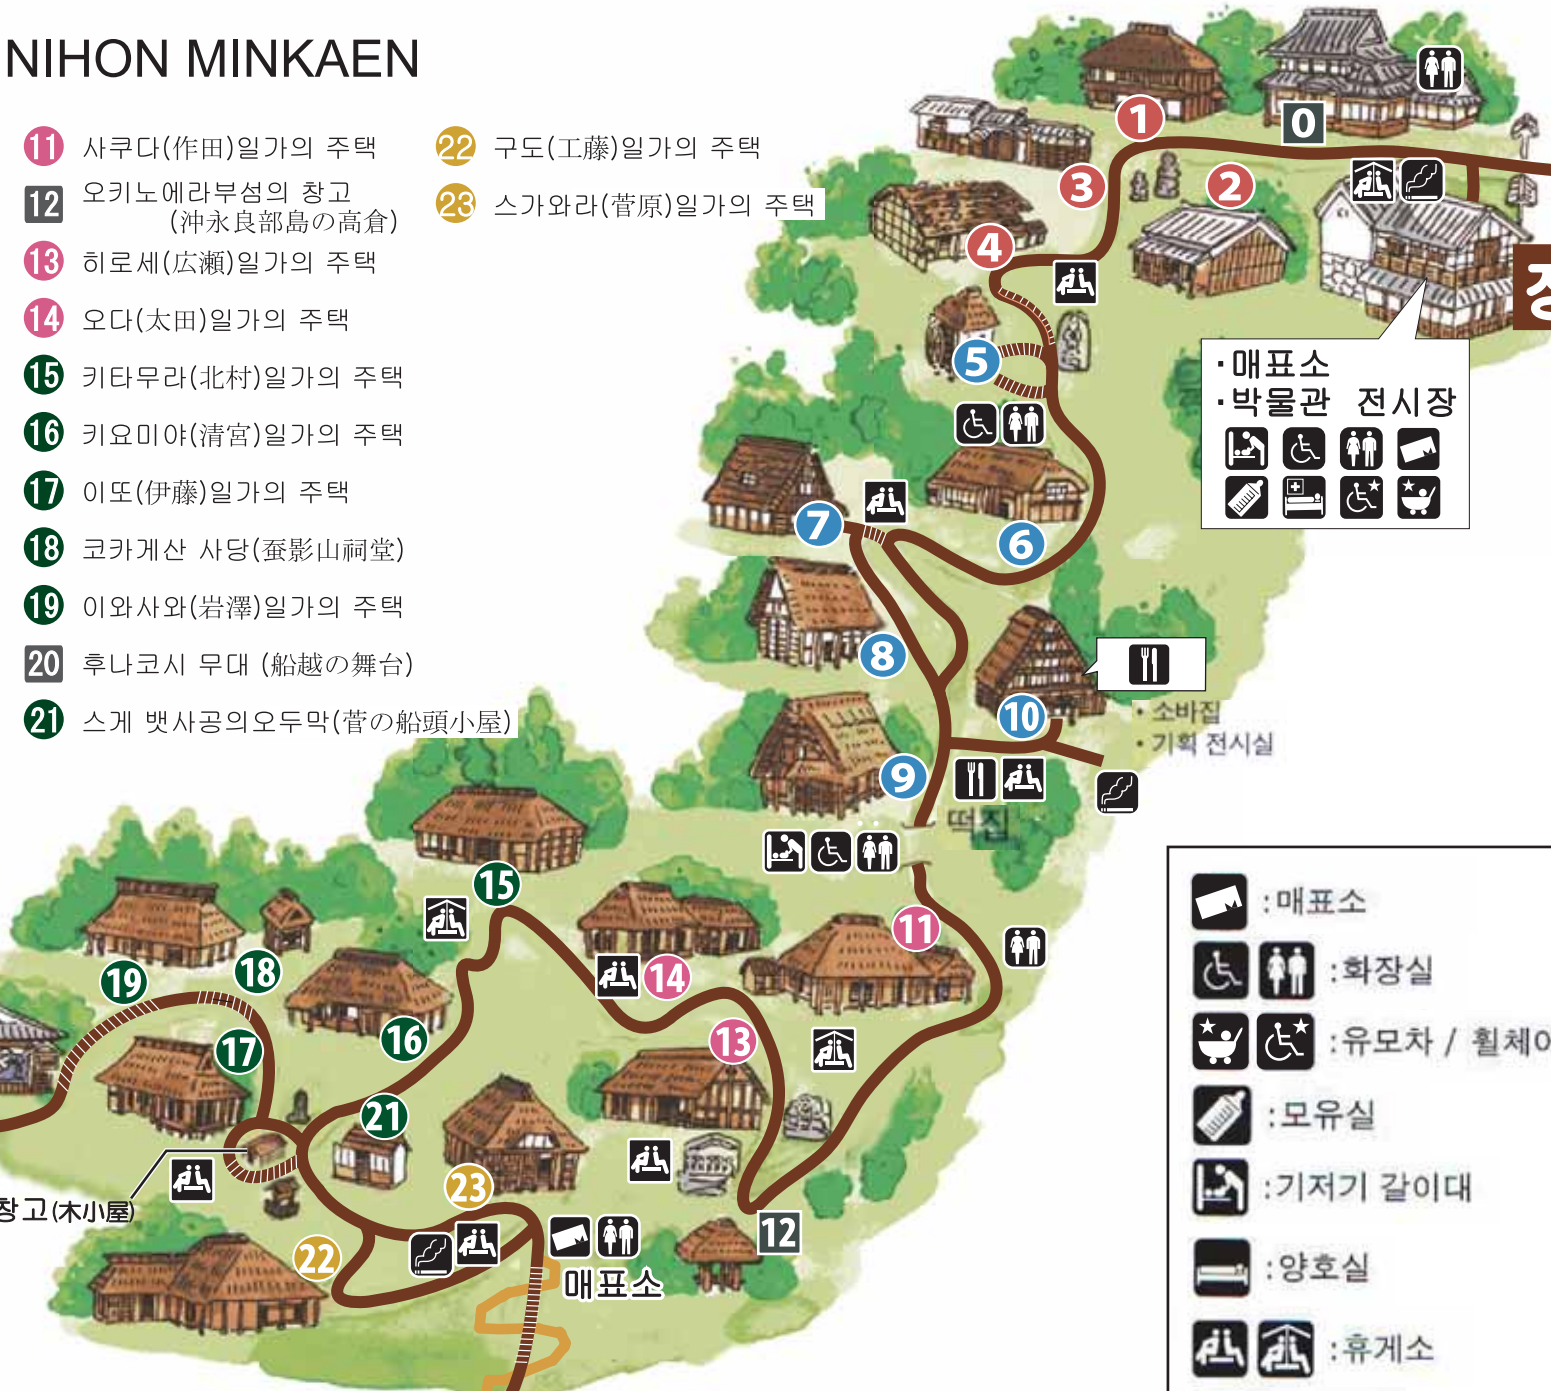 NIHON MINKAEN
11 사쿠다(作田)일가의 주택
12 오키노에라부섬의 창고
(沖永良部島の高倉)
13 히로세(広瀬)일가의 주택
14 오다(太田)일가의 주택
15 키타무라(北村)일가의 주택
16 키요미야(清宮)일가의 주택
17 이또(伊藤)일가의 주택
18 코카게산 사당(蚕影山祠堂)
19 이와사와(岩澤)일가의 주택
20 후나코시 무대 (船越の舞台)
21 스게 뱃사공의오두막(菅の船頭小屋)
22 구도(工藤)일가의 주택
23 스가와라(菅原)일가의 주택
1
0
3
2
4
5
·매표소
·박물관 전시장
7
6
8
10
·소바집
·기획 전시실
9
떡집
15
11
14
19
18
16
17
13
21
23
창고(木小屋)
12
22
매표소
:매표소
:화장실
:유모차 / 휠체어
:모유실
:기저기 갈이대
:양호실
:휴게소